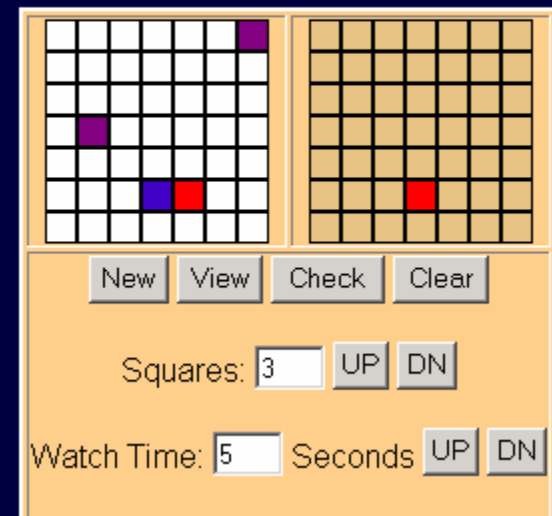 New View Check Clear
Squares: 3 UP DN
Watch Time: 5 Seconds UP DN